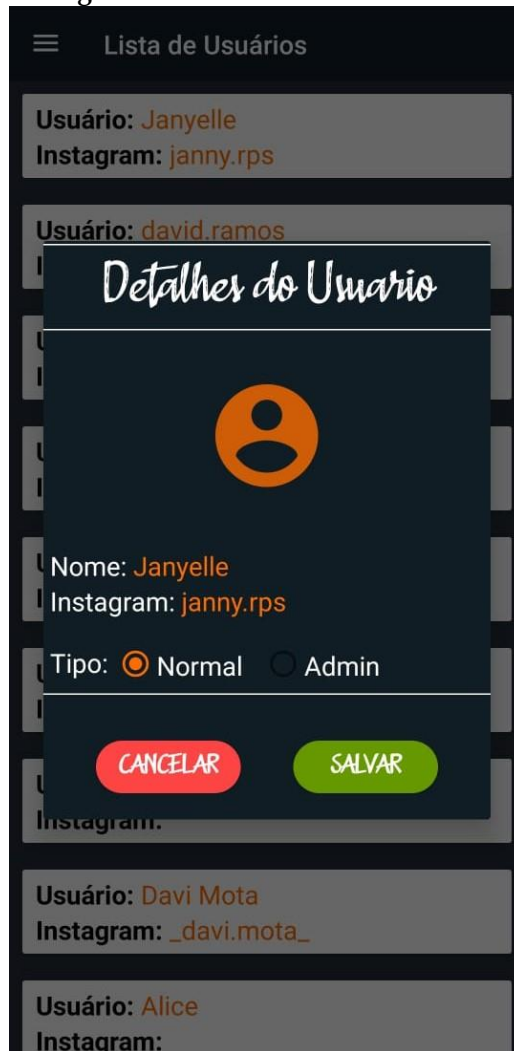 Lista de Usuários
Usuário: Janyelle
Instagram: janny.rps
Usuário: david.ramos
Detalhes do Usuario
Nome: Janyelle
Instagram: janny.rps
Tipo: Normal Admin
CANCELAR SALVAR
Instagram:
Usuário: Davi Mota
Instagram: _davi.mota_
Usuário: Alice
Instagram: